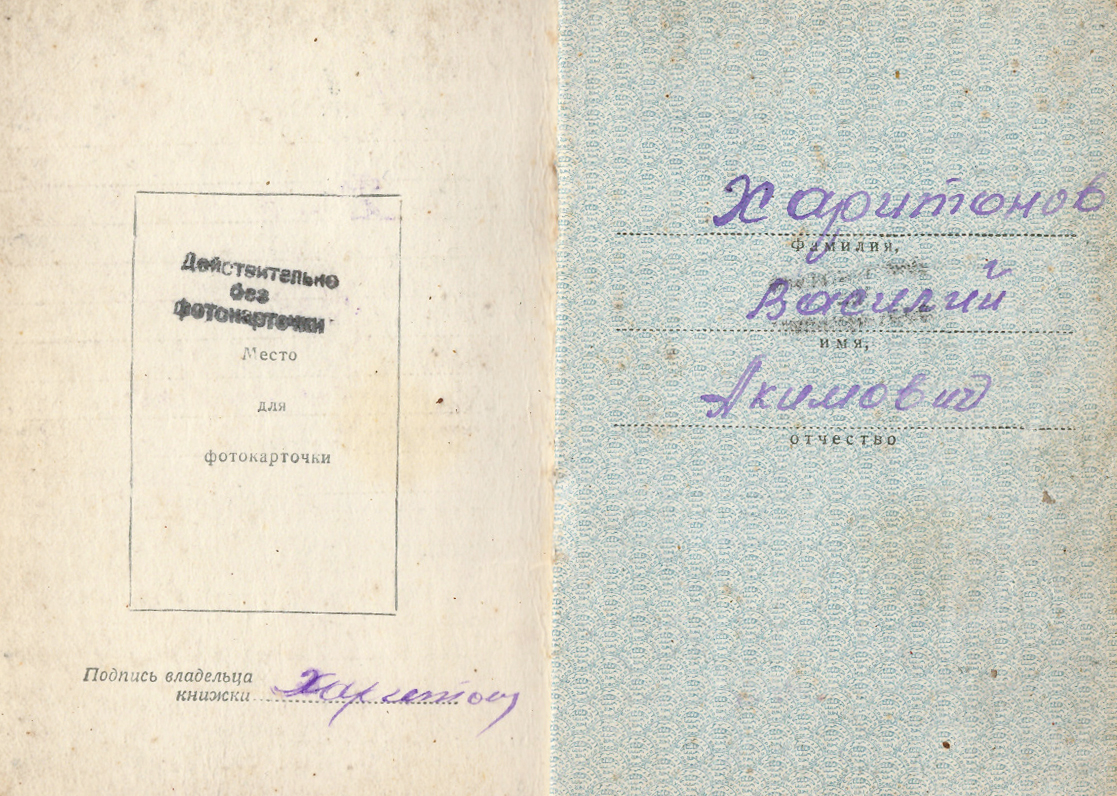 Действительно
без
фотокарточки
Место
для
фотокарточки
Подпись владельца
книжки Харитонов
Харитонов
фамилия,
Василий
имя,
Акимович
отчество